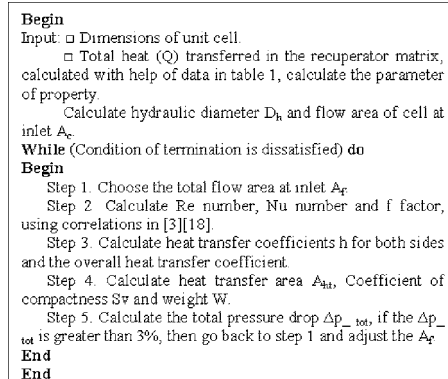 Begin
Input: □ Dimensions of unit cell.
□ Total heat (Q) transferred in the recuperator matrix,
calculated with help of data in table 1, calculate the parameter
of property.
Calculate hydraulic diameter Dh and flow area of cell at
inlet Ac.
While (Condition of termination is dissatisfied) do
Begin
Step 1. Choose the total flow area at inlet Af.
Step 2. Calculate Re number, Nu number and f factor,
using correlations in [3][18].
Step 3. Calculate heat transfer coefficients h for both sides
and the overall heat transfer coefficient.
Step 4. Calculate heat transfer area Aht, Coefficient of
compactness Sv and weight W.
Step 5. Calculate the total pressure drop Δp_ tot, if the Δp_
tot is greater than 3%, then go back to step 1 and adjust the Af.
End
End